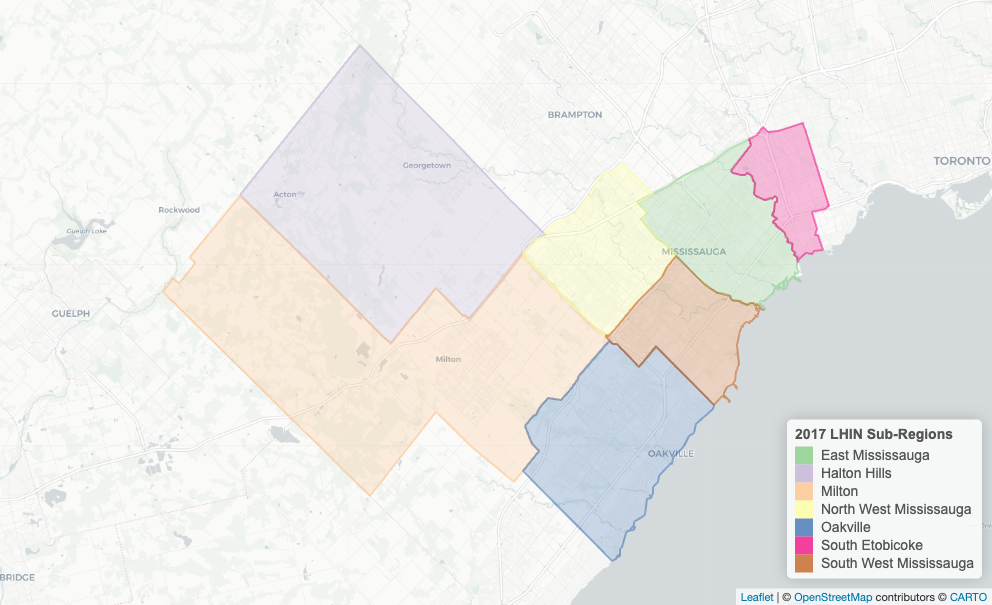 BRAMPTON
TORONTO
Georgetown
Acton
Rockwood
Guelph Lake
MISSISSAUGA
GUELPH
Milton
OAKVILLE
BRIDGE
2017 LHIN Sub-Regions
East Mississauga
Halton Hills
Milton
North West Mississauga
Oakville
South Etobicoke
South West Mississauga
Leaflet | © OpenStreetMap contributors © CARTO